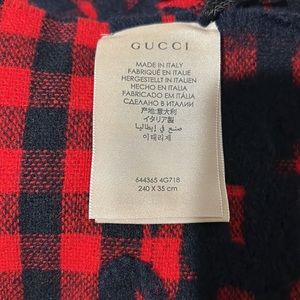 GUCCI
MADE IN ITALY
FABRIQUÉ EN ITALIE
HERGESTELLT IN ITALIEN
HECHO EN ITALIA
FABRICADO EM ITÁLIA
СДЕЛАНО В ИТАЛИИ
产地:意大利
イタリア製
صنع في إيطاليا
이태리제
644365 4G718
240 X 35 cm